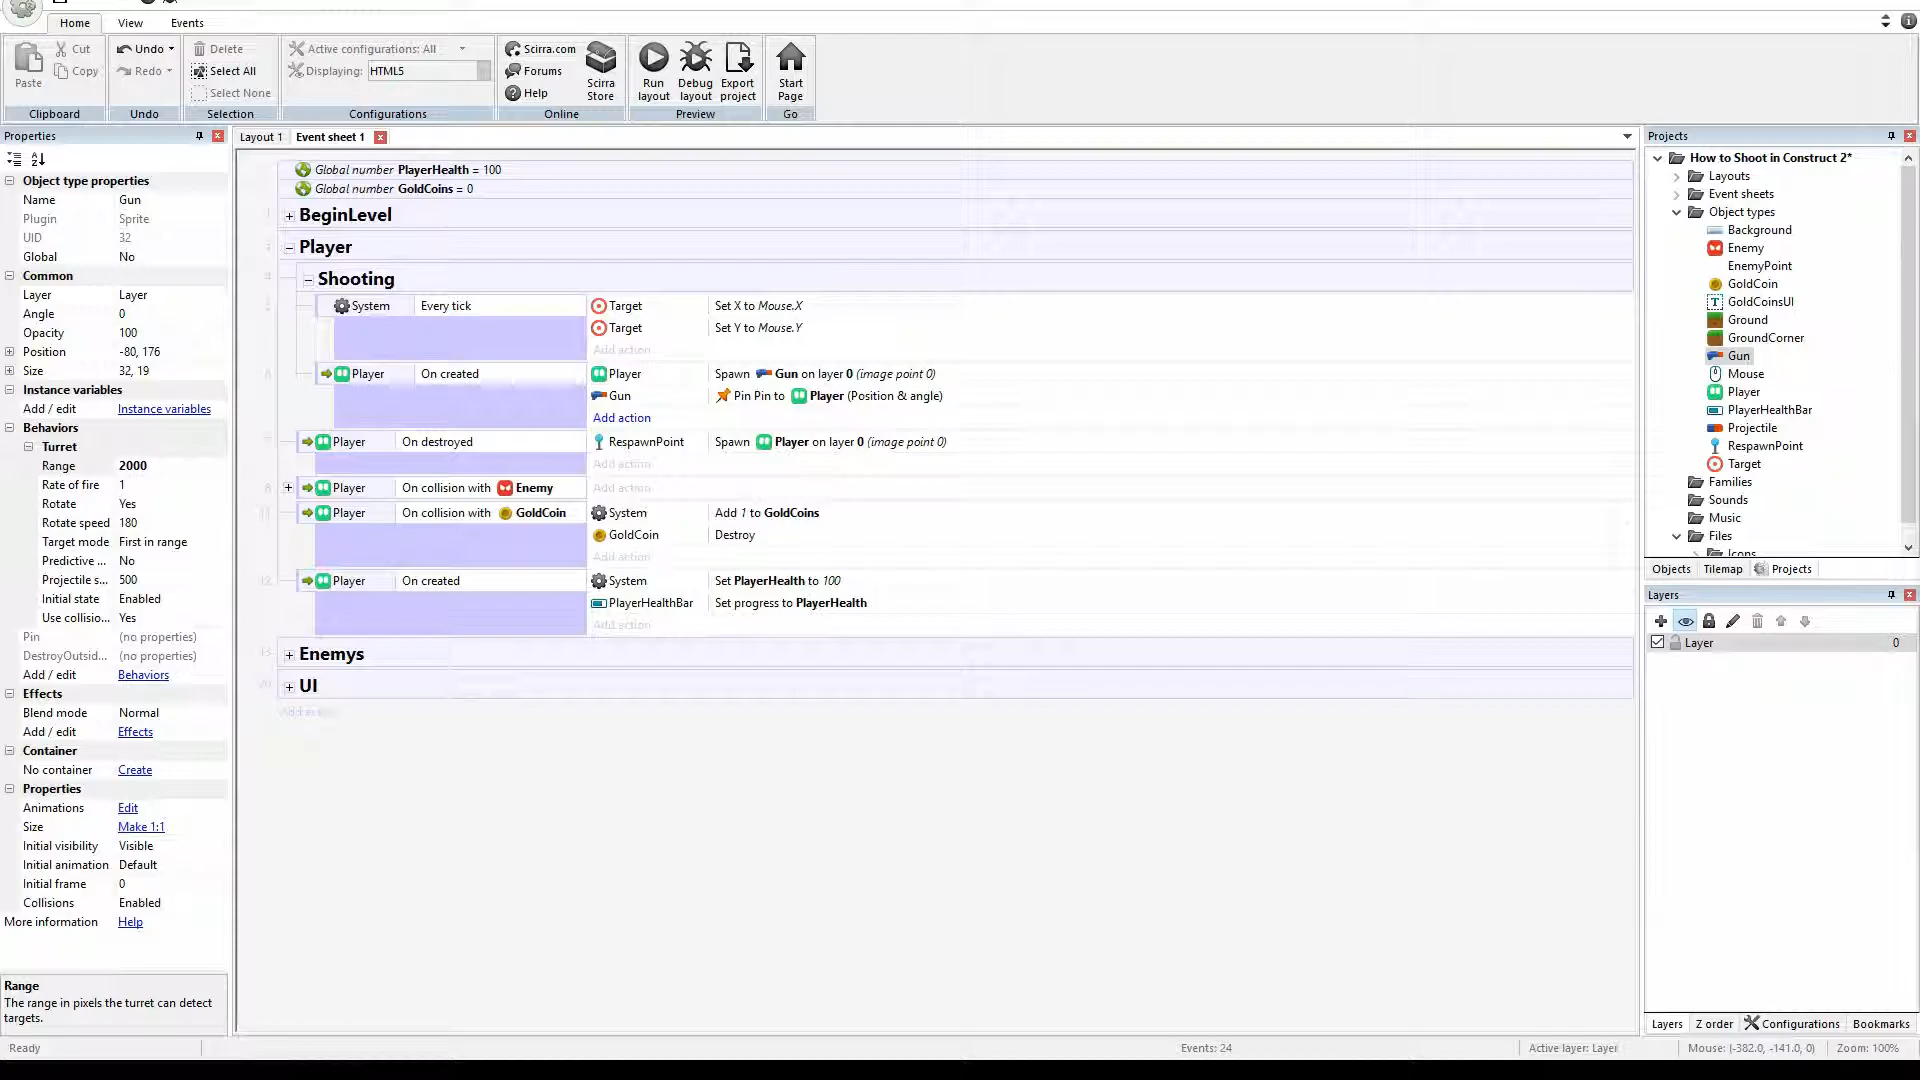 Home View Events
Paste Cut Copy Clipboard
Undo Redo Undo
Delete Select All Select None Selection
Active configurations: All
Displaying: HTML5
Configurations
Scirra.com
Forums
Help
Scirra Store
Online
Run layout
Debug layout
Export project
Preview
Start Page
Go
Properties
Object type properties
Name Gun
Plugin Sprite
UID 32
Global No
Common
Layer Layer
Angle 0
Opacity 100
Position -80, 176
Size 32, 19
Instance variables
Add / edit Instance variables
Behaviors
Turret
Range 2000
Rate of fire 1
Rotate Yes
Rotate speed 180
Target mode First in range
Predictive ... No
Projectile s... 500
Initial state Enabled
Use collisio... Yes
Pin (no properties)
DestroyOutsid... (no properties)
Add / edit Behaviors
Effects
Blend mode Normal
Add / edit Effects
Container
No container Create
Properties
Animations Edit
Size Make 1:1
Initial visibility Visible
Initial animation Default
Initial frame 0
Collisions Enabled
More information Help
Range
The range in pixels the turret can detect
targets.
Layout 1 Event sheet 1
Global number PlayerHealth = 100
Global number GoldCoins = 0
BeginLevel
Player
Shooting
System Every tick Target Set X to Mouse.X
Target Set Y to Mouse.Y
Add action
Player On created Player Spawn Gun on layer 0 (image point 0)
Gun Pin Pin to Player (Position & angle)
Add action
Player On destroyed RespawnPoint Spawn Player on layer 0 (image point 0)
Add action
Player On collision with Enemy Add action
Player On collision with GoldCoin System Add 1 to GoldCoins
GoldCoin Destroy
Add action
12 Player On created System Set PlayerHealth to 100
PlayerHealthBar Set progress to PlayerHealth
Add action
Enemys
UI
Projects
How to Shoot in Construct 2*
Layouts
Event sheets
Object types
Background
Enemy
EnemyPoint
GoldCoin
GoldCoinsUI
Ground
GroundCorner
Gun
Mouse
Player
PlayerHealthBar
Projectile
RespawnPoint
Target
Families
Sounds
Music
Files
Icons
Objects Tilemap Projects
Layers
Layer 0
Layers Z order Configurations Bookmarks
Ready Events: 24 Active layer: Layer Mouse: (-382.0, -141.0, 0) Zoom: 100%